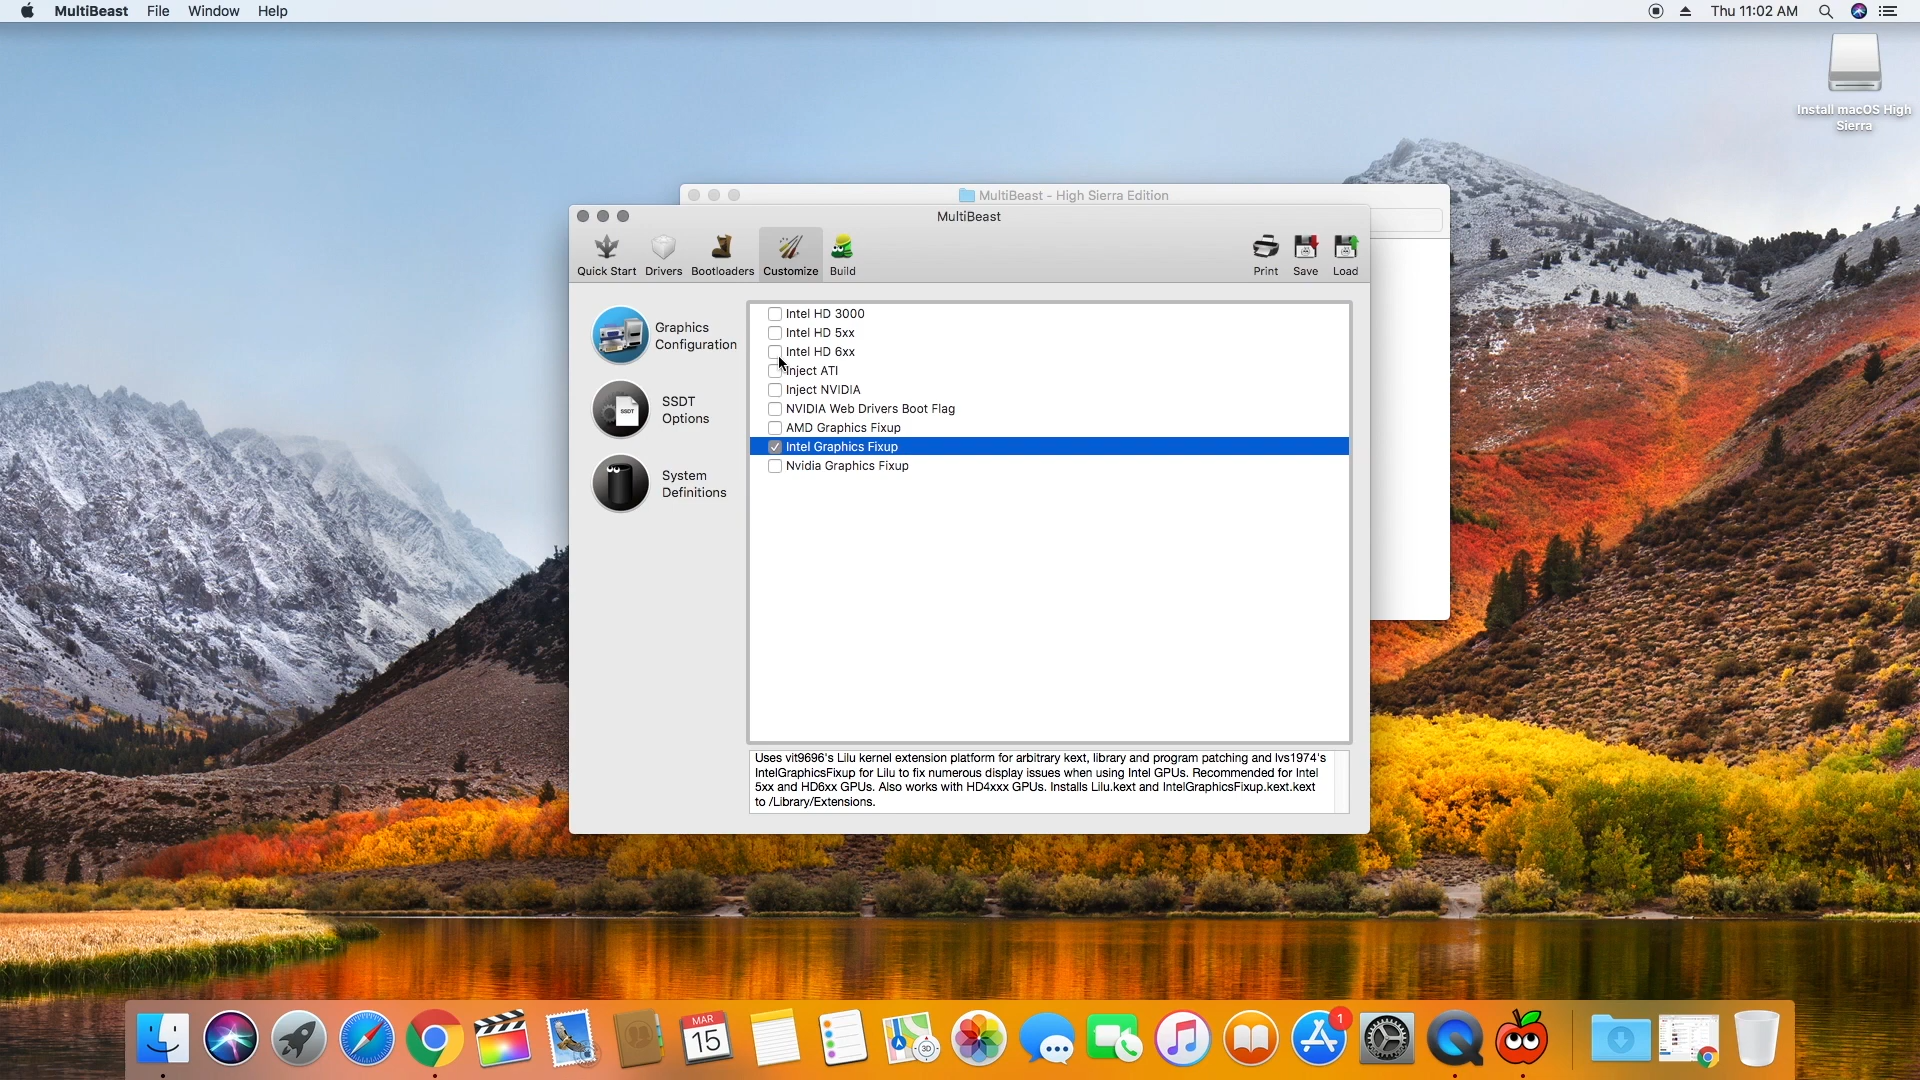 MultiBeast File Window Help
Thu 11:02 AM
Install macOS High
Sierra
MultiBeast - High Sierra Edition
MultiBeast
Quick Start Drivers Bootloaders Customize Build
Print Save Load
Graphics
Configuration
SSDT
SSDT
Options
System
Definitions
Intel HD 3000
Intel HD 5xx
Intel HD 6xx
Inject ATI
Inject NVIDIA
NVIDIA Web Drivers Boot Flag
AMD Graphics Fixup
Intel Graphics Fixup
Nvidia Graphics Fixup
Uses vit9696's Lilu kernel extension platform for arbitrary kext, library and program patching and lvs1974's
IntelGraphicsFixup for Lilu to fix numerous display issues when using Intel GPUs. Recommended for Intel
5xx and HD6xx GPUs. Also works with HD4xxx GPUs. Installs Lilu.kext and IntelGraphicsFixup.kext.kext
to /Library/Extensions.
MAR
15
3D
1